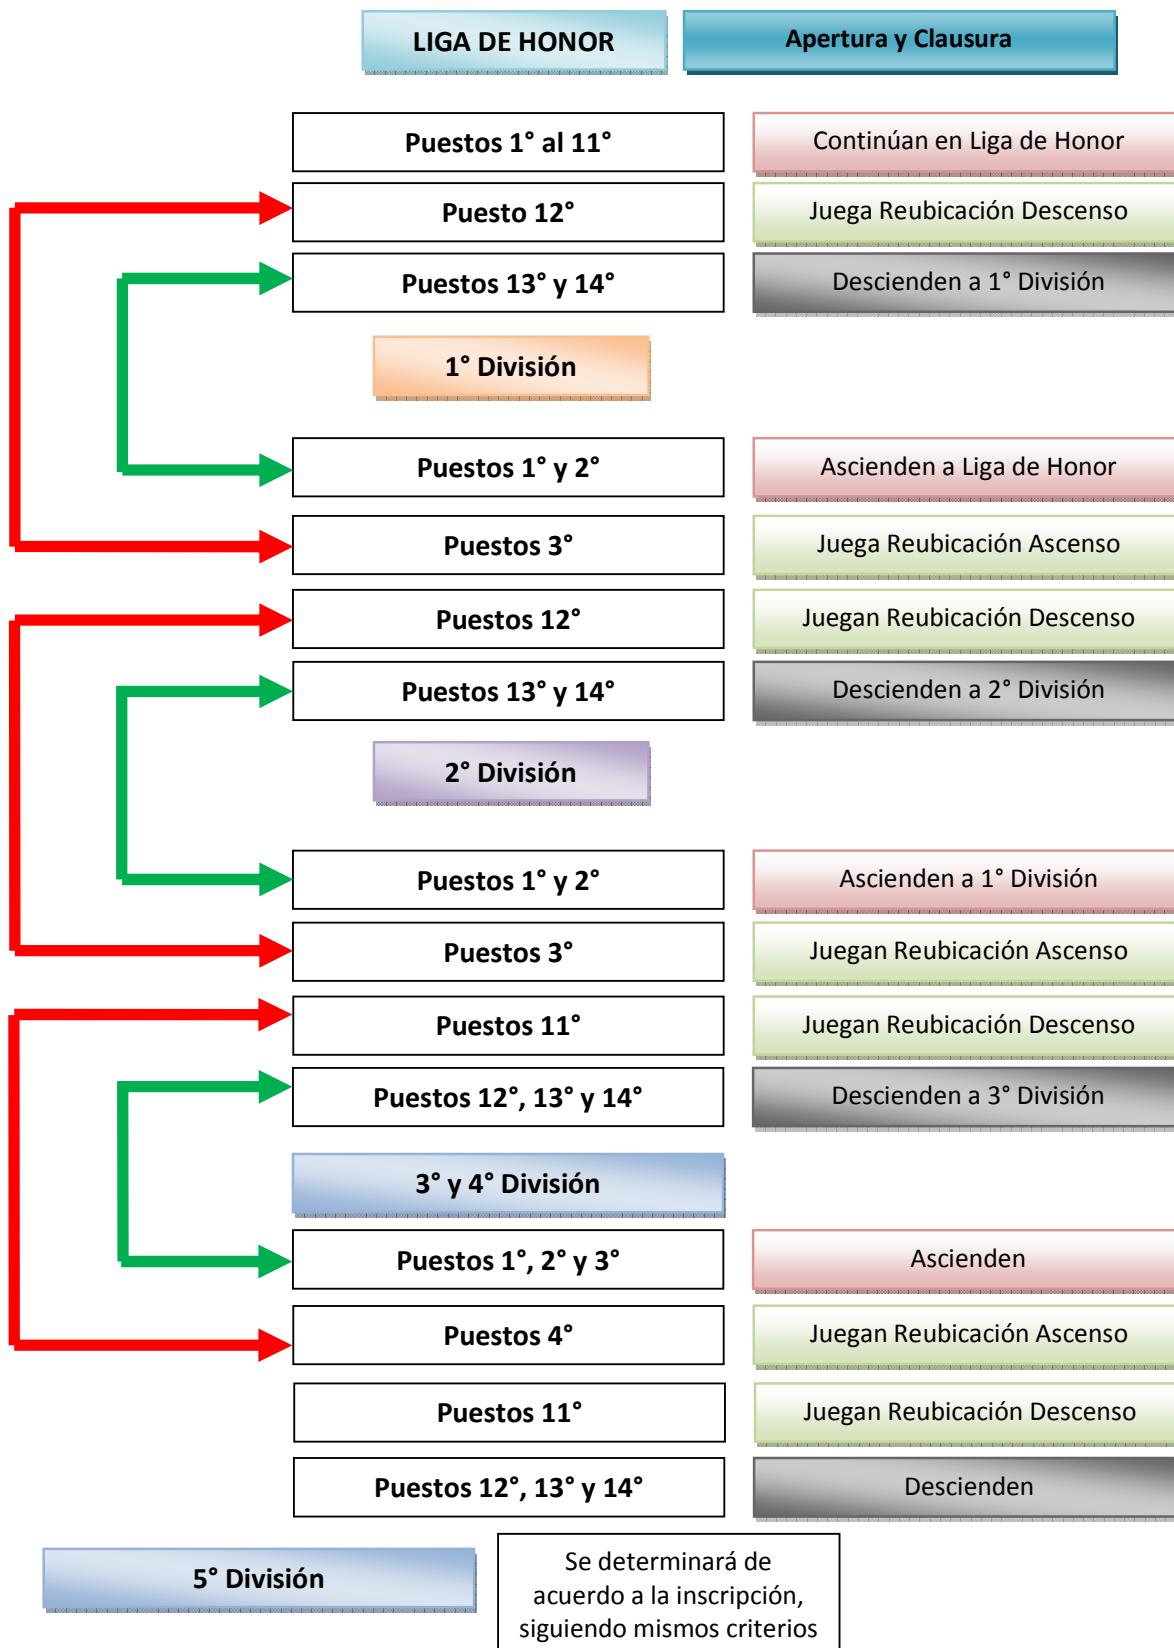 LIGA DE HONOR
Apertura y Clausura
Puestos 1° al 11°
Continúan en Liga de Honor
Puesto 12°
Juega Reubicación Descenso
Puestos 13° y 14°
Descienden a 1° División
1° División
Puestos 1° y 2°
Ascienden a Liga de Honor
Puestos 3°
Juega Reubicación Ascenso
Puestos 12°
Juegan Reubicación Descenso
Puestos 13° y 14°
Descienden a 2° División
2° División
Puestos 1° y 2°
Ascienden a 1° División
Puestos 3°
Juegan Reubicación Ascenso
Puestos 11°
Juegan Reubicación Descenso
Puestos 12°, 13° y 14°
Descienden a 3° División
3° y 4° División
Puestos 1°, 2° y 3°
Ascienden
Puestos 4°
Juegan Reubicación Ascenso
Puestos 11°
Juegan Reubicación Descenso
Puestos 12°, 13° y 14°
Descienden
5° División
Se determinará de
acuerdo a la inscripción,
siguiendo mismos criterios